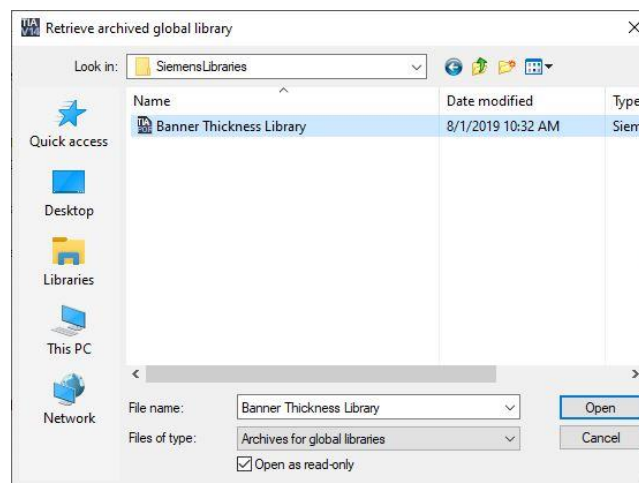 TIA V14 Retrieve archived global library
Look in: SiemensLibraries
Name Date modified Type
Banner Thickness Library 8/1/2019 10:32 AM Siem
Quick access
Desktop
Libraries
This PC
Network
File name: Banner Thickness Library Open
Files of type: Archives for global libraries Cancel
Open as read-only